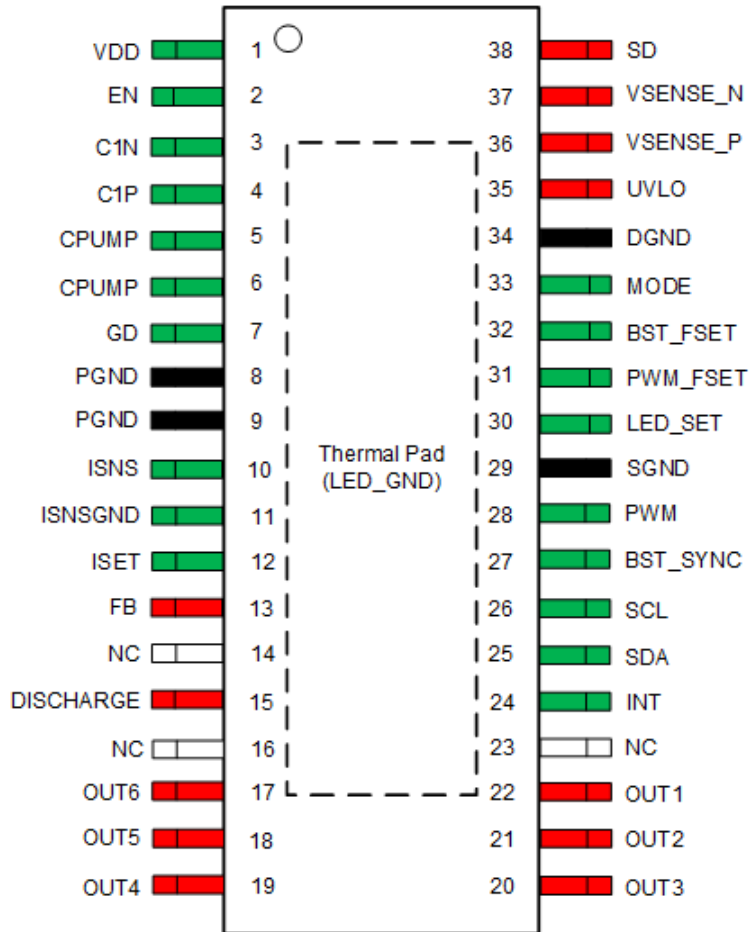 VDD 1 38 SD
EN 2 37 VSENSE_N
C1N 3 36 VSENSE_P
C1P 4 35 UVLO
CPUMP 5 34 DGND
CPUMP 6 33 MODE
GD 7 32 BST_FSET
PGND 8 31 PWM_FSET
PGND 9 30 LED_SET
Thermal Pad
(LED_GND)
ISNS 10 29 SGND
ISNSGND 11 28 PWM
ISET 12 27 BST_SYNC
FB 13 26 SCL
NC 14 25 SDA
DISCHARGE 15 24 INT
NC 16 23 NC
OUT6 17 22 OUT1
OUT5 18 21 OUT2
OUT4 19 20 OUT3